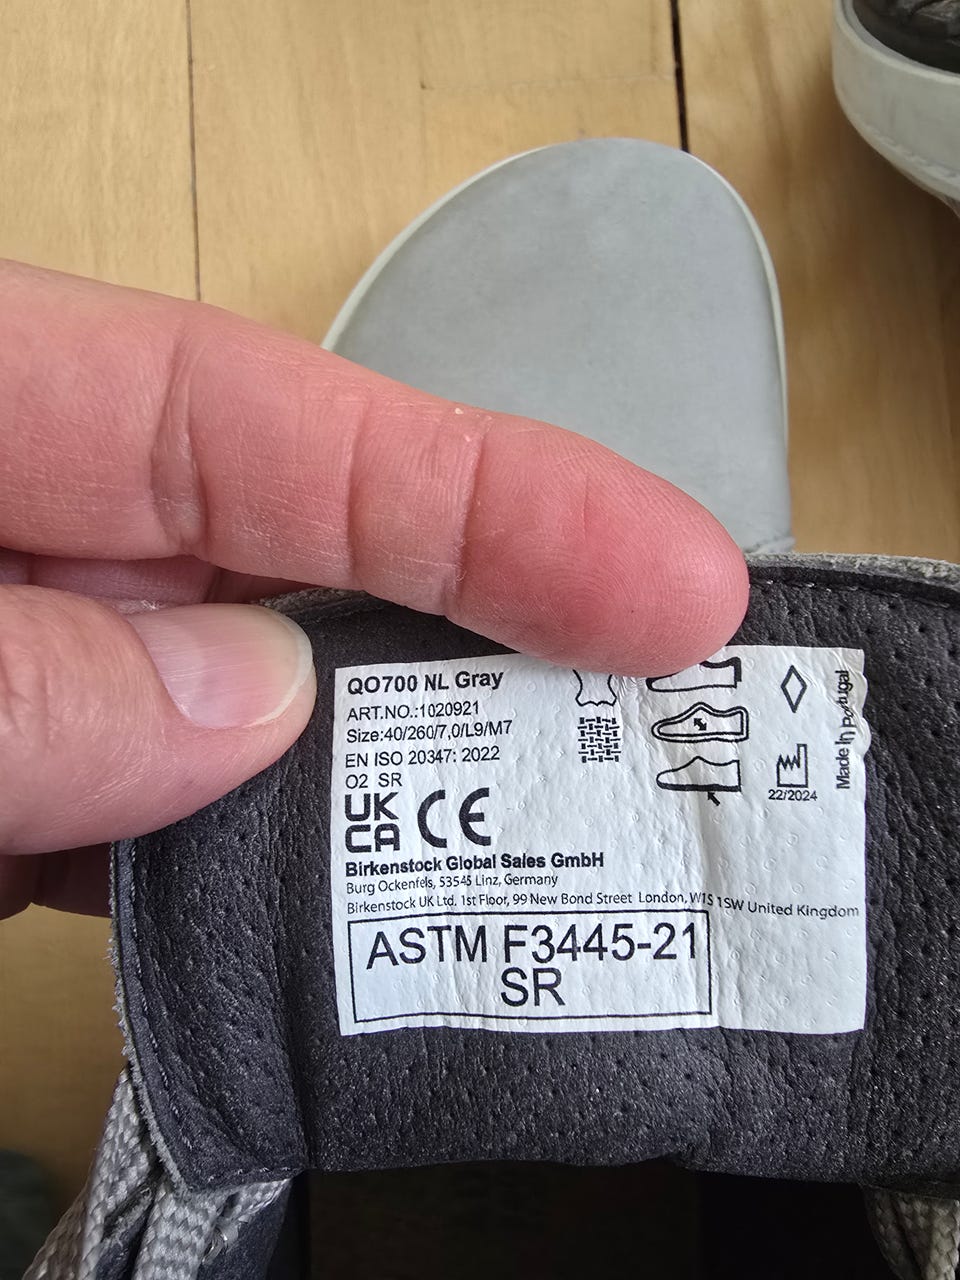 QO700 NL Gray
ART.NO.:1020921
Size:40/260/7,0/L9/M7
EN ISO 20347: 2022
O2 SR
UK
CA CE
Birkenstock Global Sales GmbH
Burg Ockenfels, 53545 Linz, Germany
Birkenstock UK Ltd. 1st Floor, 99 New Bond Street London, W1S 1SW United Kingdom
ASTM F3445-21
SR
22/2024
Made In Portugal